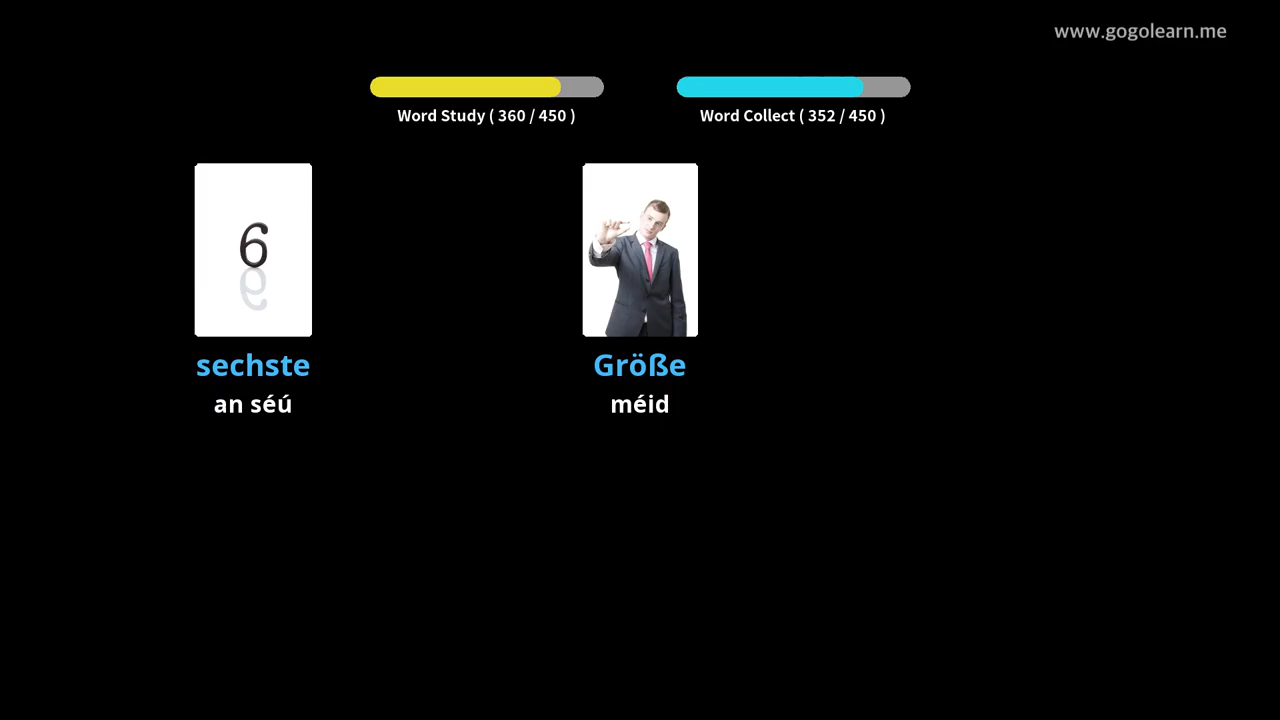 www.gogolearn.me
Word Study ( 360 / 450 )
Word Collect ( 352 / 450 )
6
sechste
an séú
Größe
méid